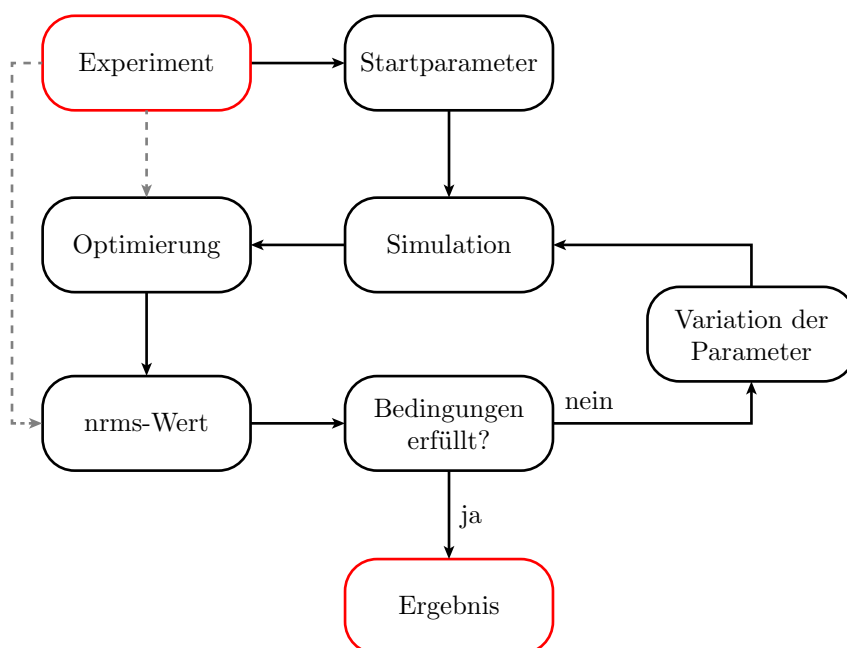 Experiment
Startparameter
Optimierung
Simulation
Variation der
Parameter
nrms-Wert
Bedingungen
erfüllt?
nein
ja
Ergebnis